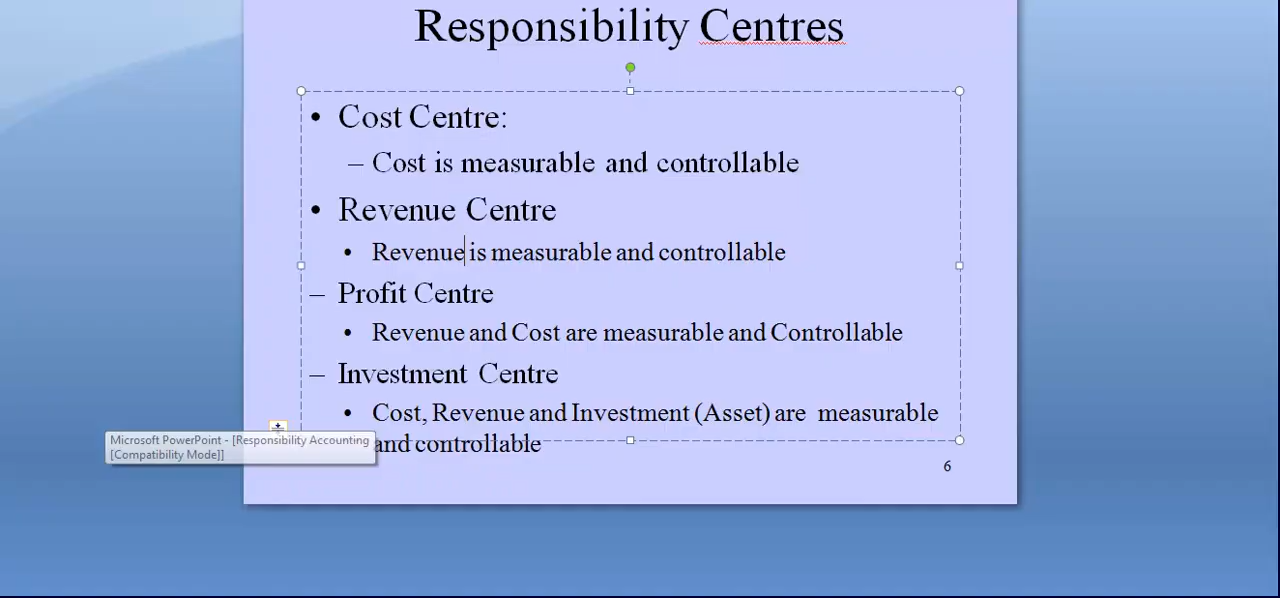 Responsibility Centres
• Cost Centre:
– Cost is measurable and controllable
• Revenue Centre
• Revenue is measurable and controllable
– Profit Centre
• Revenue and Cost are measurable and Controllable
– Investment Centre
• Cost, Revenue and Investment (Asset) are measurable
and controllable
Microsoft PowerPoint - [Responsibility Accounting
[Compatibility Mode]]
6